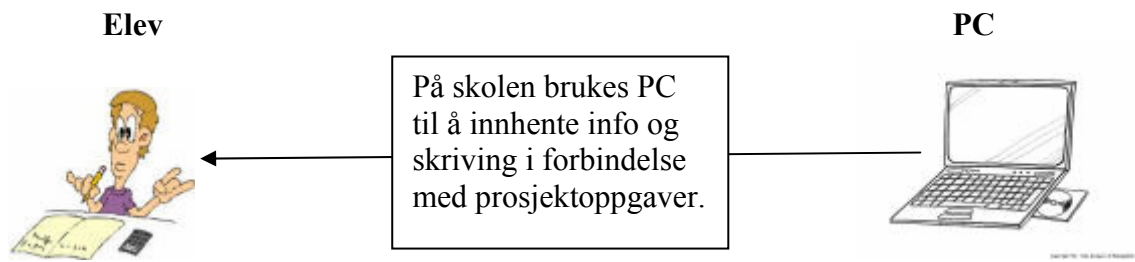 Elev
PC
På skolen brukes PC
til å innhente info og
skriving i forbindelse
med prosjektoppgaver.